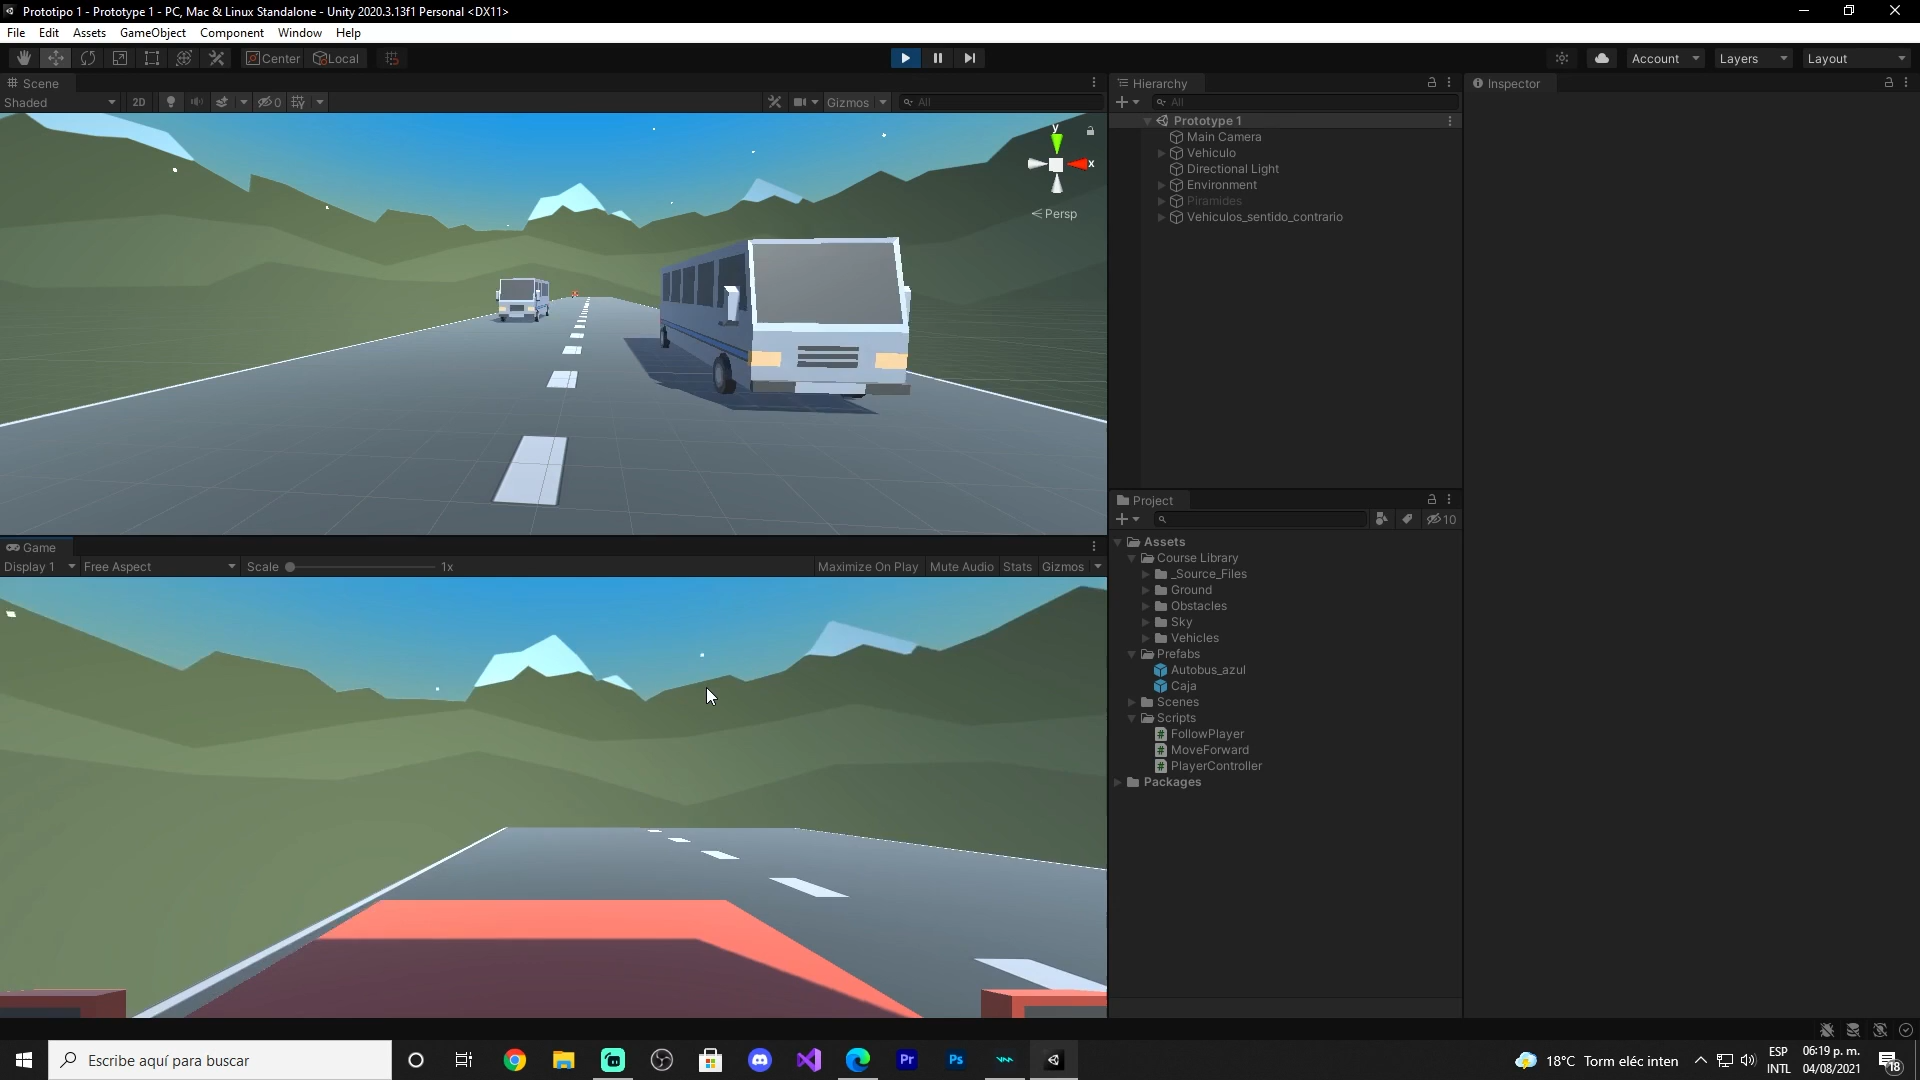 Prototipo 1 - Prototype 1 - PC, Mac & Linux Standalone - Unity 2020.3.13f1 Personal <DX11>
File Edit Assets GameObject Component Window Help
Center Local Account Layers Layout
Scene
Shaded 2D 0 Gizmos All
y
x
Persp
Hierarchy
All
Prototype 1
Main Camera
Vehiculo
Directional Light
Environment
Piramides
Vehiculos_sentido_contrario
Inspector
Game
Display 1 Free Aspect Scale 1x Maximize On Play Mute Audio Stats Gizmos
Project
10
Assets
Course Library
_Source_Files
Ground
Obstacles
Sky
Vehicles
Prefabs
Autobus_azul
Caja
Scenes
Scripts
FollowPlayer
MoveForward
PlayerController
Packages
Escribe aquí para buscar
Pr
Ps
18°C Torm eléc inten
ESP
INTL
06:19 p. m.
04/08/2021
18